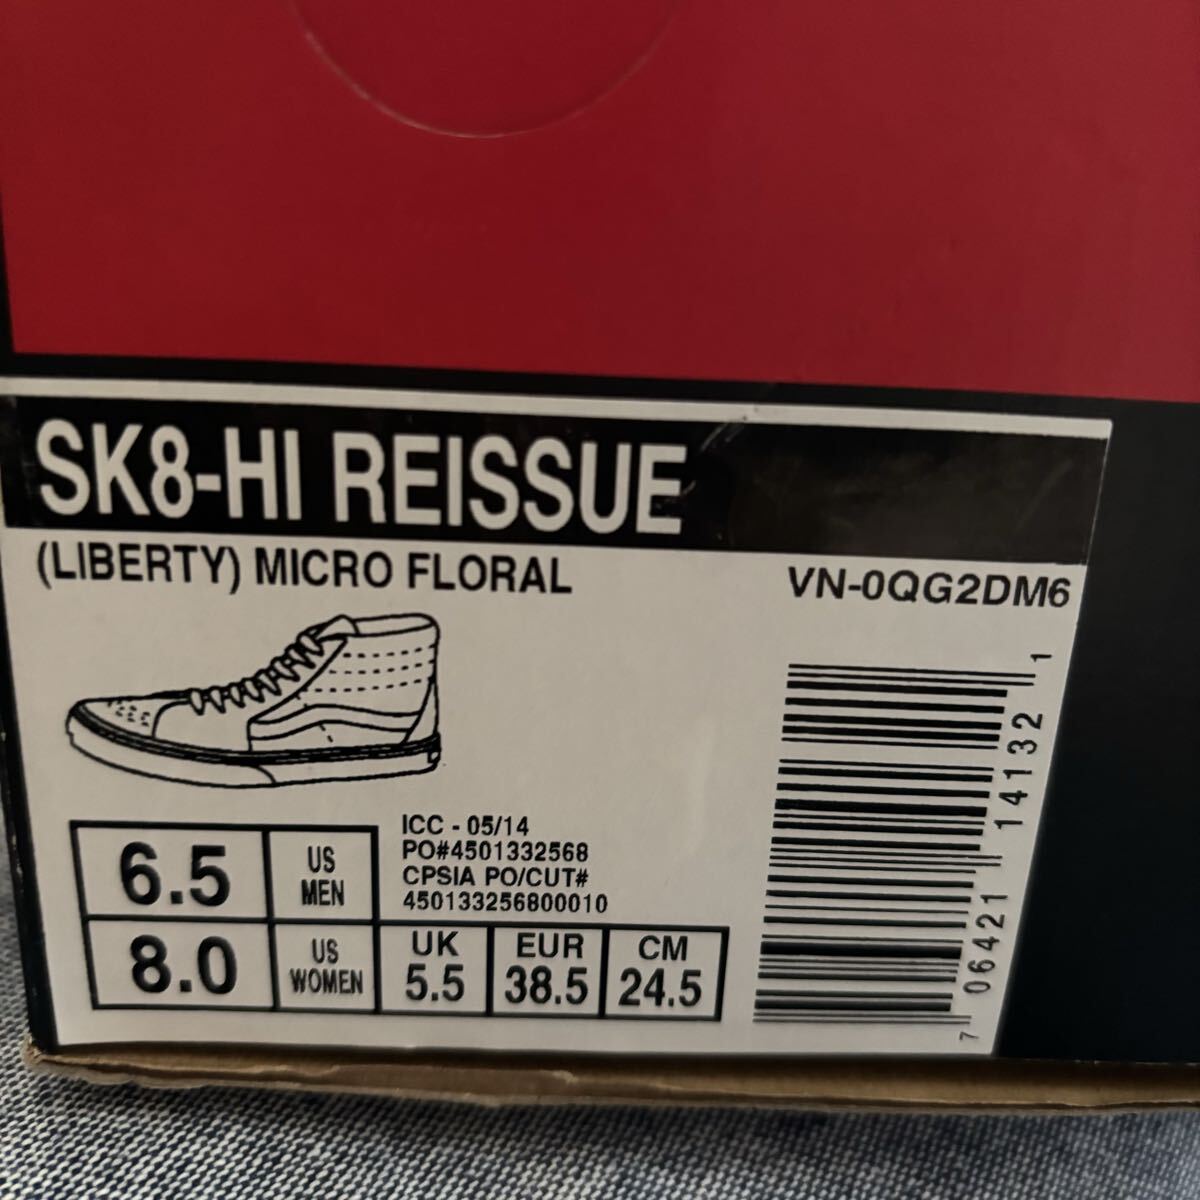 SK8-HI REISSUE
(LIBERTY) MICRO FLORAL
VN-0QG2DM6
ICC - 05/14
PO#4501332568
CPSIA PO/CUT#
450133256800010
6.5 US MEN
8.0 US WOMEN
UK 5.5
EUR 38.5
CM 24.5
7 06421 14132 1